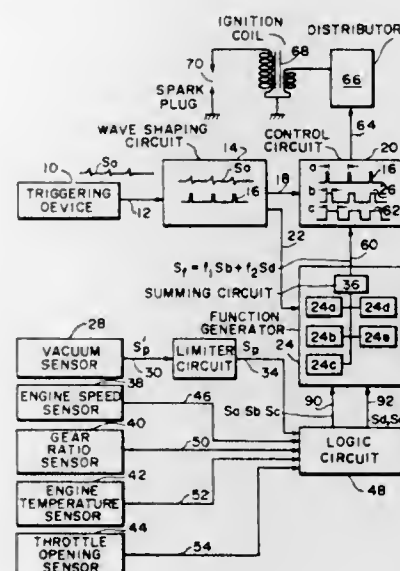 IGNITION
COIL
DISTRIBUTOR
68
70
66
SPARK
PLUG
64
WAVE SHAPING
CIRCUIT
CONTROL
CIRCUIT
14
20
10
Sa
Sa
a
16
TRIGGERING
DEVICE
16
18
b
26
12
c
62
22
60
Sf = f1Sb + f2Sd
SUMMING CIRCUIT
36
28
FUNCTION
GENERATOR
24a
24d
VACUUM
SENSOR
S'p
LIMITER
CIRCUIT
Sp
24
24b
24e
30
34
24c
38
ENGINE SPEED
SENSOR
46
90
92
40
Sa Sb Sc
GEAR
RATIO
SENSOR
50
LOGIC
CIRCUIT
42
ENGINE
TEMPERATURE
SENSOR
52
48
44
THROTTLE
OPENING
SENSOR
54